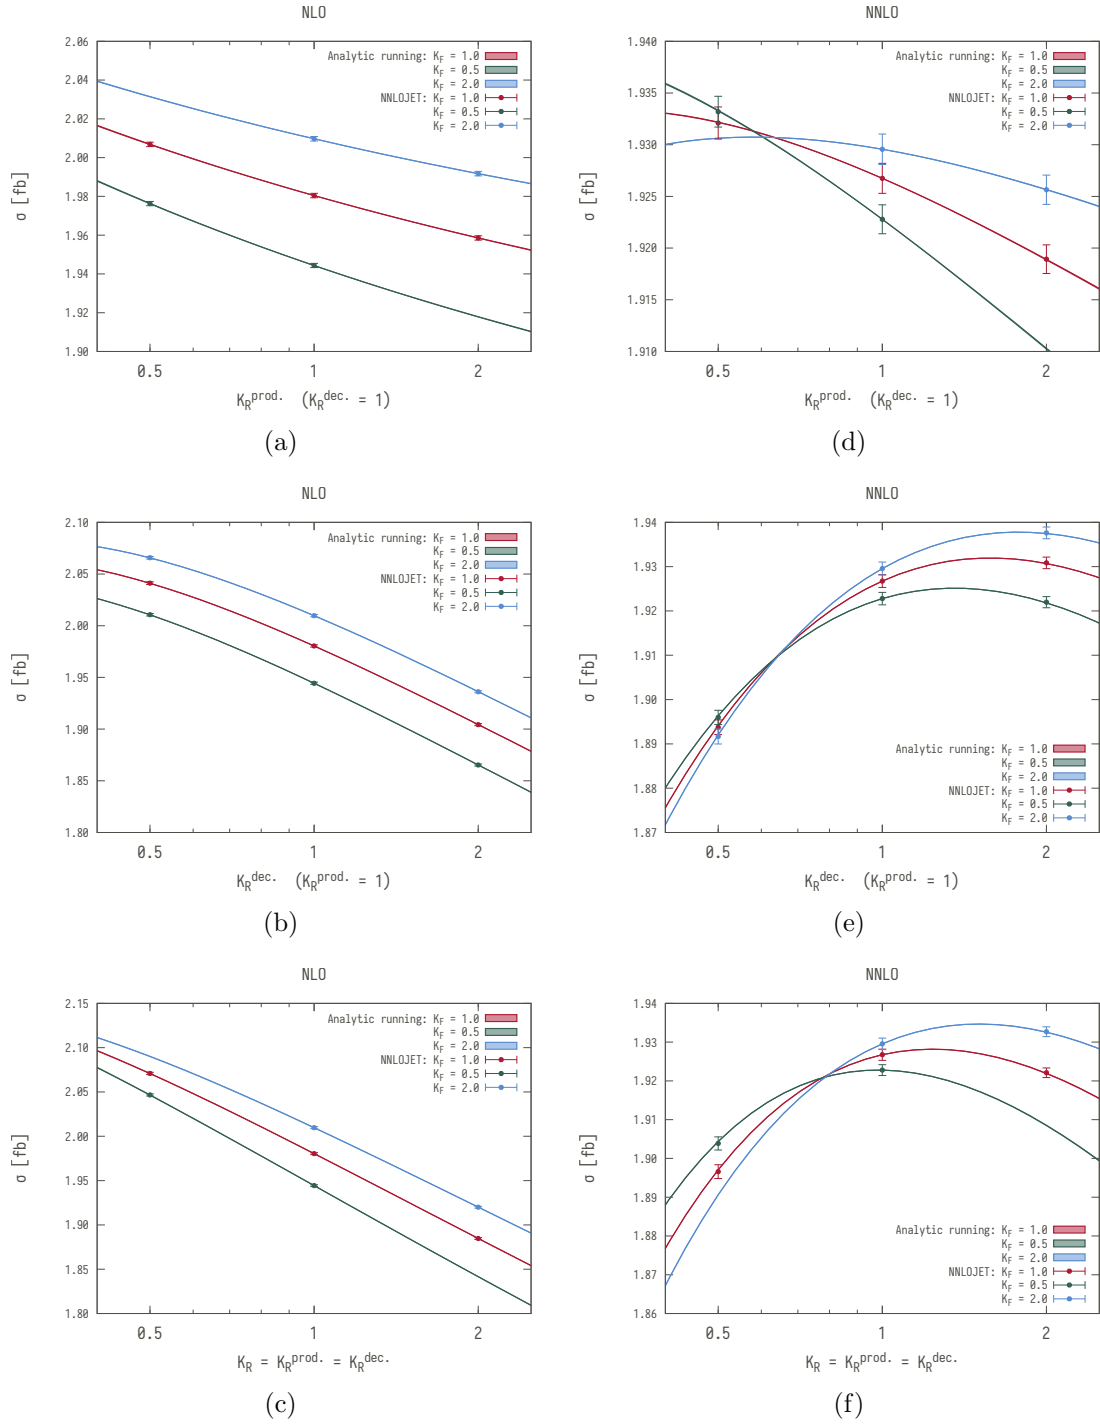 NLO
2.06
2.04
2.02
2.00
1.98
1.96
1.94
1.92
1.90
σ [fb]
Analytic running: K_F = 1.0
K_F = 0.5
K_F = 2.0
NNLOJET: K_F = 1.0
K_F = 0.5
K_F = 2.0
0.5 1 2
K_R^prod. (K_R^dec. = 1)
(a)
NNLO
1.940
1.935
1.930
1.925
1.920
1.915
1.910
σ [fb]
Analytic running: K_F = 1.0
K_F = 0.5
K_F = 2.0
NNLOJET: K_F = 1.0
K_F = 0.5
K_F = 2.0
0.5 1 2
K_R^prod. (K_R^dec. = 1)
(d)
NLO
2.10
2.05
2.00
1.95
1.90
1.85
1.80
σ [fb]
Analytic running: K_F = 1.0
K_F = 0.5
K_F = 2.0
NNLOJET: K_F = 1.0
K_F = 0.5
K_F = 2.0
0.5 1 2
K_R^dec. (K_R^prod. = 1)
(b)
NNLO
1.94
1.93
1.92
1.91
1.90
1.89
1.88
1.87
σ [fb]
Analytic running: K_F = 1.0
K_F = 0.5
K_F = 2.0
NNLOJET: K_F = 1.0
K_F = 0.5
K_F = 2.0
0.5 1 2
K_R^dec. (K_R^prod. = 1)
(e)
NLO
2.15
2.10
2.05
2.00
1.95
1.90
1.85
1.80
σ [fb]
Analytic running: K_F = 1.0
K_F = 0.5
K_F = 2.0
NNLOJET: K_F = 1.0
K_F = 0.5
K_F = 2.0
0.5 1 2
K_R = K_R^prod. = K_R^dec.
(c)
NNLO
1.94
1.93
1.92
1.91
1.90
1.89
1.88
1.87
1.86
σ [fb]
Analytic running: K_F = 1.0
K_F = 0.5
K_F = 2.0
NNLOJET: K_F = 1.0
K_F = 0.5
K_F = 2.0
0.5 1 2
K_R = K_R^prod. = K_R^dec.
(f)